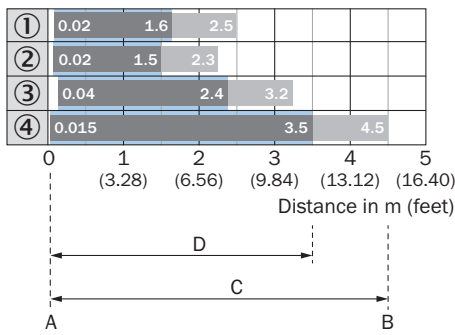 ① 0.02 1.6 2.5
② 0.02 1.5 2.3
③ 0.04 2.4 3.2
④ 0.015 3.5 4.5
0 1 2 3 4 5
(3.28) (6.56) (9.84) (13.12) (16.40)
Distance in m (feet)
D
C
A B